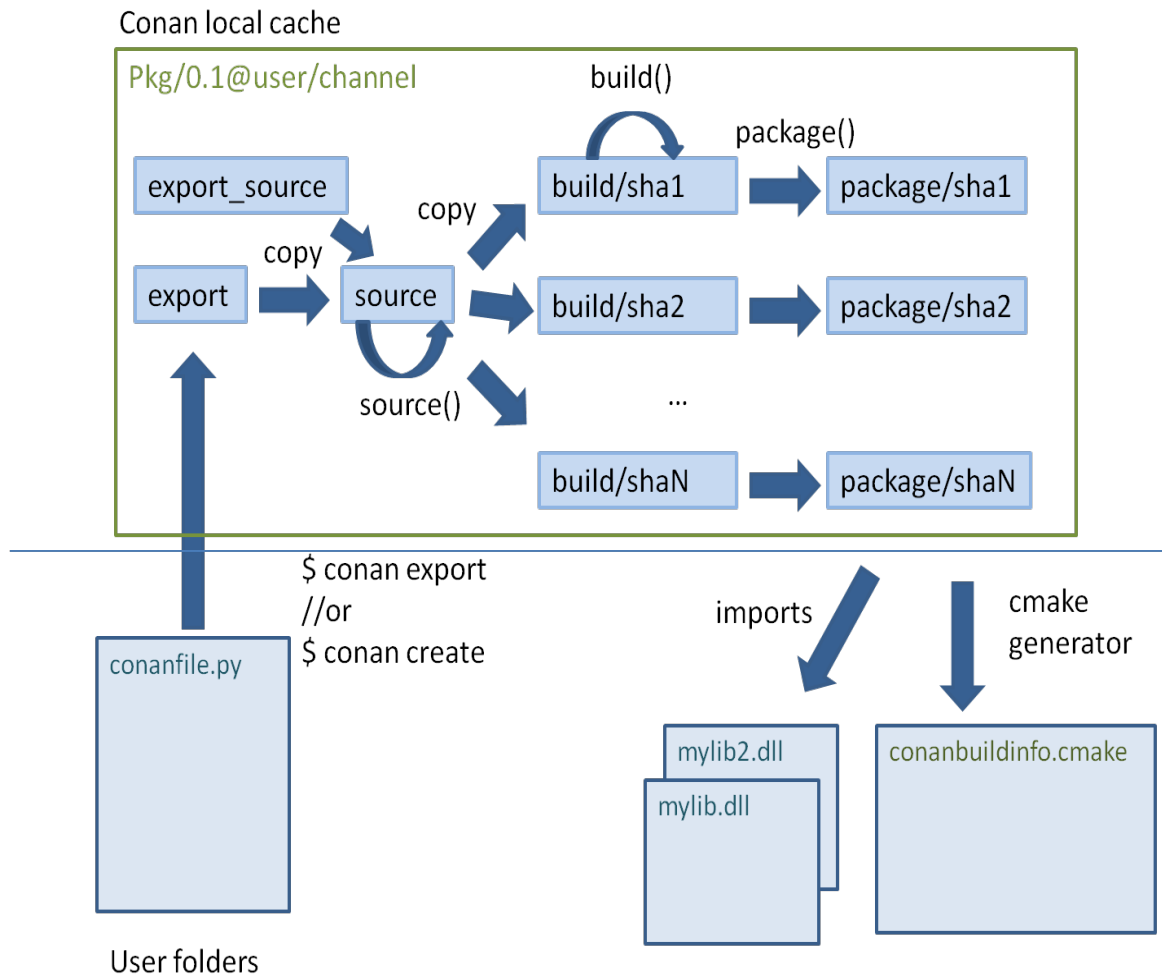 Conan local cache
Pkg/0.1@user/channel
build()
package()
export_source
build/sha1
package/sha1
copy
copy
export
source
build/sha2
package/sha2
source()
...
build/shaN
package/shaN
$ conan export
//or
$ conan create
imports
cmake
generator
conanfile.py
mylib2.dll
mylib.dll
conanbuildinfo.cmake
User folders